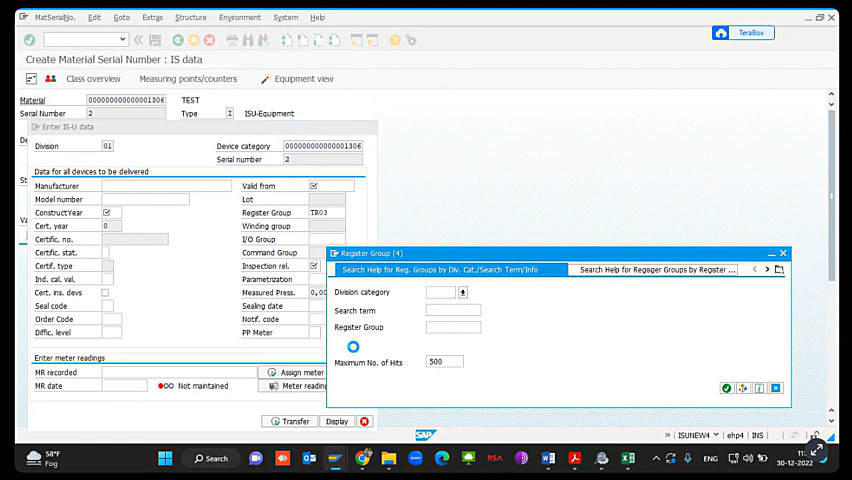 MatSerialNo. Edit Goto Extras Structure Environment System Help
TeraBox
Create Material Serial Number : IS data
Class overview Measuring points/counters Equipment view
Material 000000000000001306 TEST
Serial Number 2 Type I ISU-Equipment
Enter IS-U data
Division 01 Device category 000000000000001306
Serial number 2
Data for all devices to be delivered
Manufacturer Valid from
Model number Lot
ConstructYear Register Group TR03
Cert. year 0 Winding group
Certific. no. I/O Group
Certific. stat. Command Group
Certif. type Inspection rel.
Ind. cal. val. Parametrization
Cert. ins. devs Measured Press. 0,00
Seal code Sealing date
Order Code Notif. code
Diffic. level PP Meter
Enter meter readings
MR recorded Assign meter
MR date Not maintained Meter reading
Transfer Display
Register Group (4)
Search Help for Reg. Groups by Div. Cat./Search Term/Info Search Help for Regisger Groups by Register ...
Division category
Search term
Register Group
Maximum No. of Hits 500
SAP
ISUNEW4 ehp4 INS
58°F
Fog
Search
RSA
ENG
30-12-2022